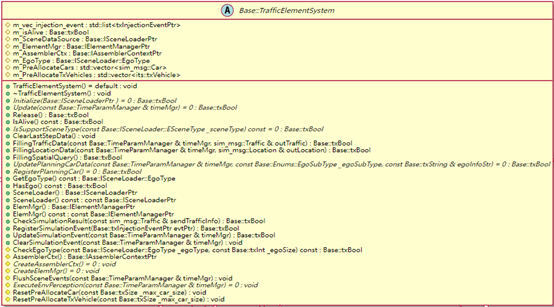 A Base::TrafficElementSystem
m_vec_injection_event : std::list<txInjectionEventPtr>
m_isAlive : Base::txBool
m_SceneDataSource : Base::ISceneLoaderPtr
m_ElementMgr : Base::IElementManagerPtr
m_AssemblerCtx : Base::IAssemblerContextPtr
m_EgoType : Base::ISceneLoader::EgoType
m_PreAllocateCars : std::vector<sim_msg::Car>
m_PreAllocateTxVehicles : std::vector<its::txVehicle>
TrafficElementSystem() = default : void
~TrafficElementSystem() : void
Initialize(Base::ISceneLoaderPtr ) = 0 : Base::txBool
Update(const Base::TimeParamManager & timeMgr) = 0 : Base::txBool
Release() : Base::txBool
IsAlive() const : Base::txBool
IsSupportSceneType(const Base::ISceneLoader::ESceneType _sceneType) const = 0 : Base::txBool
ClearLastStepData() : void
FillingTrafficData(const Base::TimeParamManager & timeMgr, sim_msg::Traffic & outTraffic) : Base::txBool
FillingLocationData(const Base::TimeParamManager & timeMgr, sim_msg::Location & outLocation) : Base::txBool
FillingSpatialQuery() : Base::txBool
UpdatePlanningCarData(const Base::TimeParamManager & timeMgr, const Base::Enums::EgoSubType _egoSubType, const Base::txString & egoInfoStr) = 0 : Base::txBool
RegisterPlanningCar() = 0 : Base::txBool
GetEgoType() const : Base::ISceneLoader::EgoType
HasEgo() const : Base::txBool
SceneLoader() : Base::ISceneLoaderPtr
SceneLoader() const : const Base::ISceneLoaderPtr
ElemMgr() : Base::IElementManagerPtr
ElemMgr() const : const Base::IElementManagerPtr
CheckSimulationResult(const sim_msg::Traffic & sendTrafficInfo) : Base::txBool
RegisterSimulationEvent(Base::txInjectionEventPtr evtPtr) : Base::txBool
UpdateSimulationEvent(const Base::TimeParamManager & timeMgr) : Base::txBool
ClearSimulationEvent(const Base::TimeParamManager & timeMgr) : void
CheckEgoType(const Base::ISceneLoader::EgoType _egoType, const Base::txInt _egoSize) const : Base::txBool
AssemblerCtx() : Base::IAssemblerContextPtr
CreateAssemblerCtx() = 0 : void
CreateElemMgr() = 0 : void
FlushSceneEvents(Base::TimeParamManager & timeMgr) : void
ExecuteEnvPerception(const Base::TimeParamManager & timeMgr) = 0 : void
ResetPreAllocateCar(const Base::txSize _max_car_size) : void
ResetPreAllocateTxVehicle(const Base::txSize _max_car_size) : void